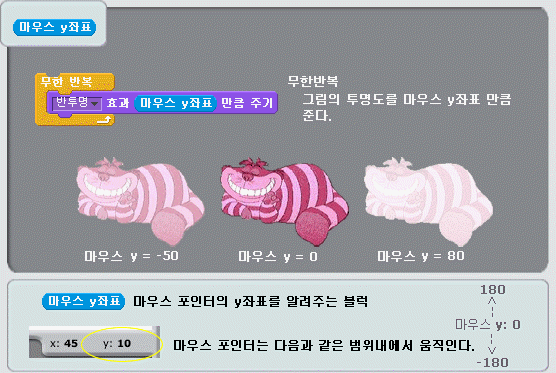 마우스 y좌표
무한 반복
반투명 효과 마우스 y좌표 만큼 주기
무한반복
그림의 투명도를 마우스 y좌표 만큼
준다.
마우스 y = -50
마우스 y = 0
마우스 y = 80
마우스 y좌표 마우스 포인터의 y좌표를 알려주는 블럭
x: 45 y: 10 마우스 포인터는 다음과 같은 범위내에서 움직인다.
180
마우스 y: 0
-180